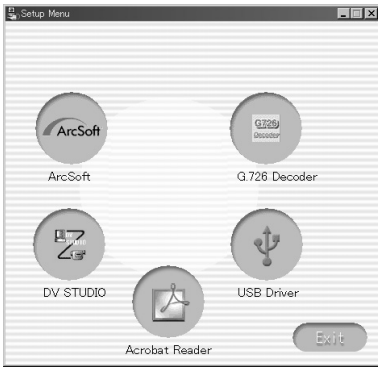 Setup Menu
ArcSoft
G.726
Decoder
ArcSoft
G.726 Decoder
DV STUDIO
USB Driver
Acrobat Reader
Exit